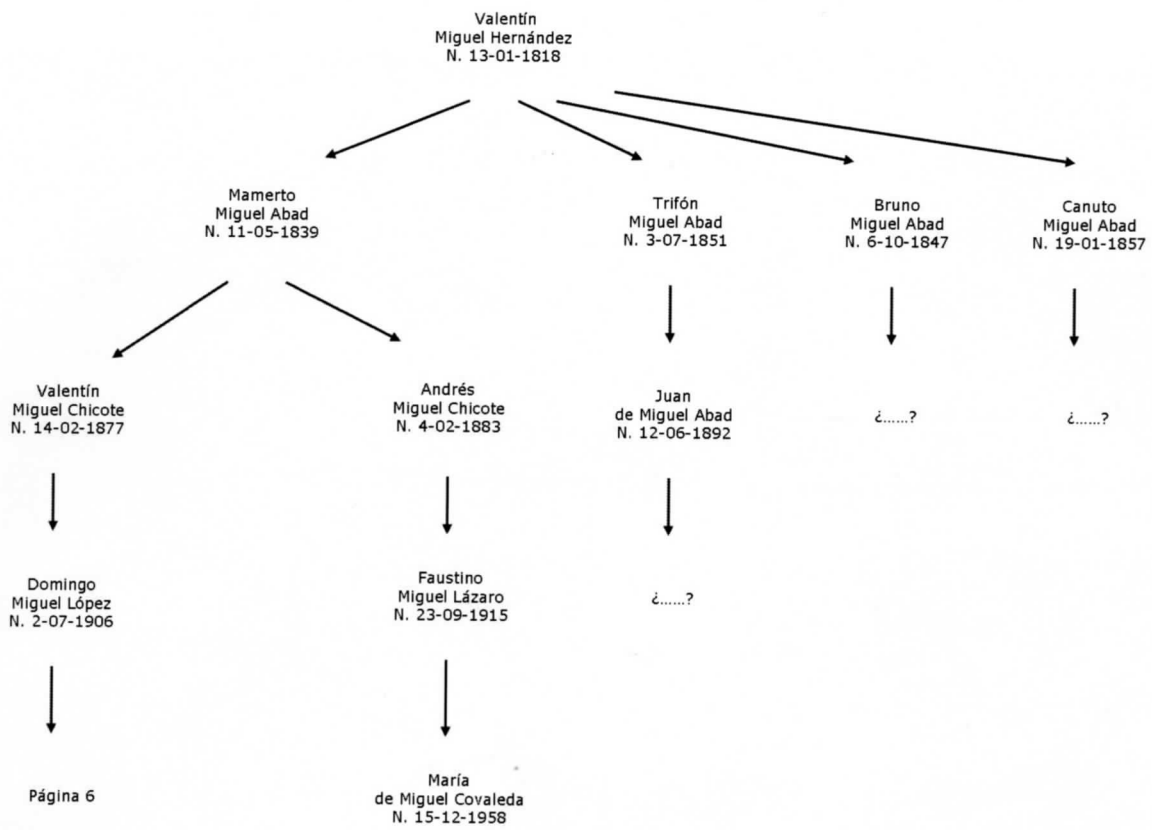 Valentín
Miguel Hernández
N. 13-01-1818
Mamerto
Miguel Abad
N. 11-05-1839
Trifón
Miguel Abad
N. 3-07-1851
Bruno
Miguel Abad
N. 6-10-1847
Canuto
Miguel Abad
N. 19-01-1857
Valentín
Miguel Chicote
N. 14-02-1877
Andrés
Miguel Chicote
N. 4-02-1883
Juan
de Miguel Abad
N. 12-06-1892
¿......?
¿......?
Domingo
Miguel López
N. 2-07-1906
Faustino
Miguel Lázaro
N. 23-09-1915
¿......?
Página 6
María
de Miguel Covaleda
N. 15-12-1958